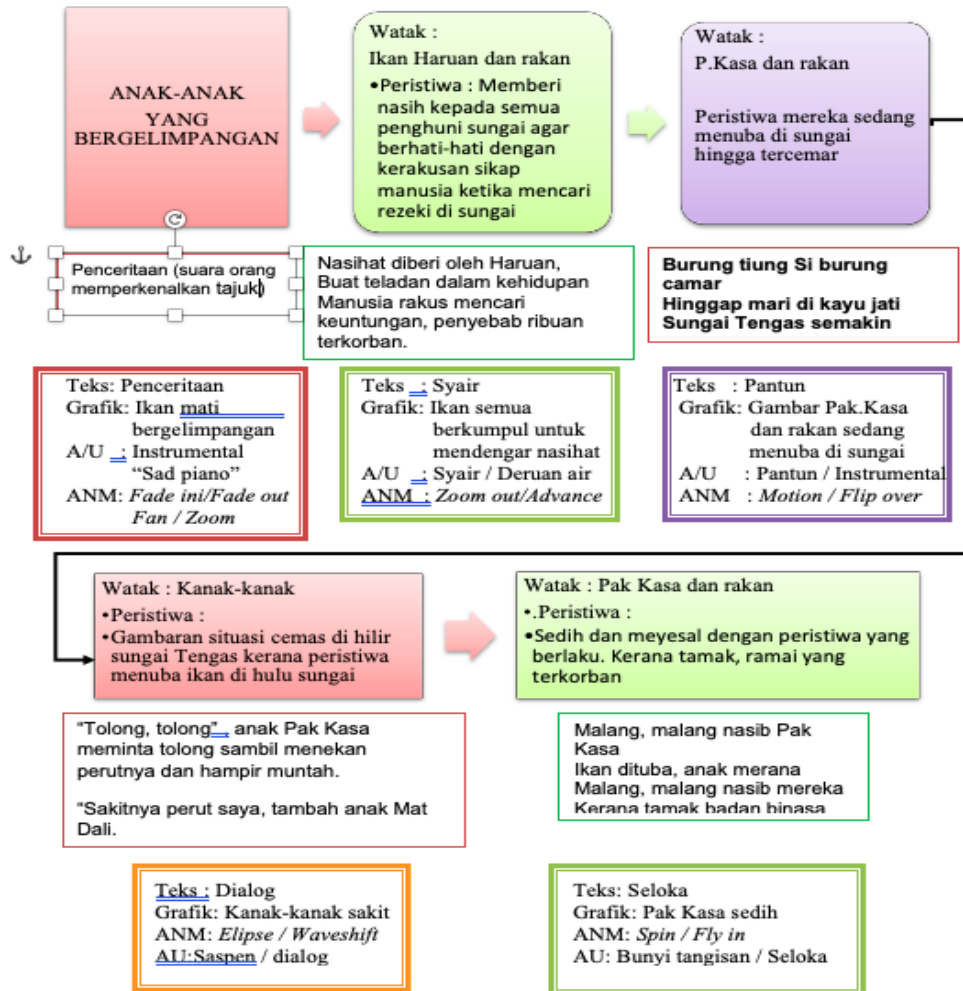 ANAK-ANAK
YANG
BERGELIMPANGAN
Watak :
Ikan Haruan dan rakan
•Peristiwa : Memberi
nasih kepada semua
penghuni sungai agar
berhati-hati dengan
kerakusan sikap
manusia ketika mencari
rezeki di sungai
Watak :
P.Kasa dan rakan
Peristiwa mereka sedang
menuba di sungai
hingga tercemar
Penceritaan (suara orang
memperkenalkan tajuk)
Nasihat diberi oleh Haruan,
Buat teladan dalam kehidupan
Manusia rakus mencari
keuntungan, penyebab ribuan
terkorban.
Burung tiung Si burung
camar
Hinggap mari di kayu jati
Sungai Tengas semakin
Teks: Penceritaan
Grafik: Ikan mati
bergelimpangan
A/U : Instrumental
“Sad piano”
ANM: Fade ini/Fade out
Fan / Zoom
Teks : Syair
Grafik: Ikan semua
berkumpul untuk
mendengar nasihat
A/U : Syair / Deruan air
ANM : Zoom out/Advance
Teks : Pantun
Grafik: Gambar Pak.Kasa
dan rakan sedang
menuba di sungai
A/U : Pantun / Instrumental
ANM : Motion / Flip over
Watak : Kanak-kanak
•Peristiwa :
•Gambaran situasi cemas di hilir
sungai Tengas kerana peristiwa
menuba ikan di hulu sungai
Watak : Pak Kasa dan rakan
•.Peristiwa :
•Sedih dan meyesal dengan peristiwa yang
berlaku. Kerana tamak, ramai yang
terkorban
“Tolong, tolong” , anak Pak Kasa
meminta tolong sambil menekan
perutnya dan hampir muntah.
“Sakitnya perut saya, tambah anak Mat
Dali.
Malang, malang nasib Pak
Kasa
Ikan dituba, anak merana
Malang, malang nasib mereka
Kerana tamak badan binasa
Teks : Dialog
Grafik: Kanak-kanak sakit
ANM: Elipse / Waveshift
AU:Saspen / dialog
Teks: Seloka
Grafik: Pak Kasa sedih
ANM: Spin / Fly in
AU: Bunyi tangisan / Seloka